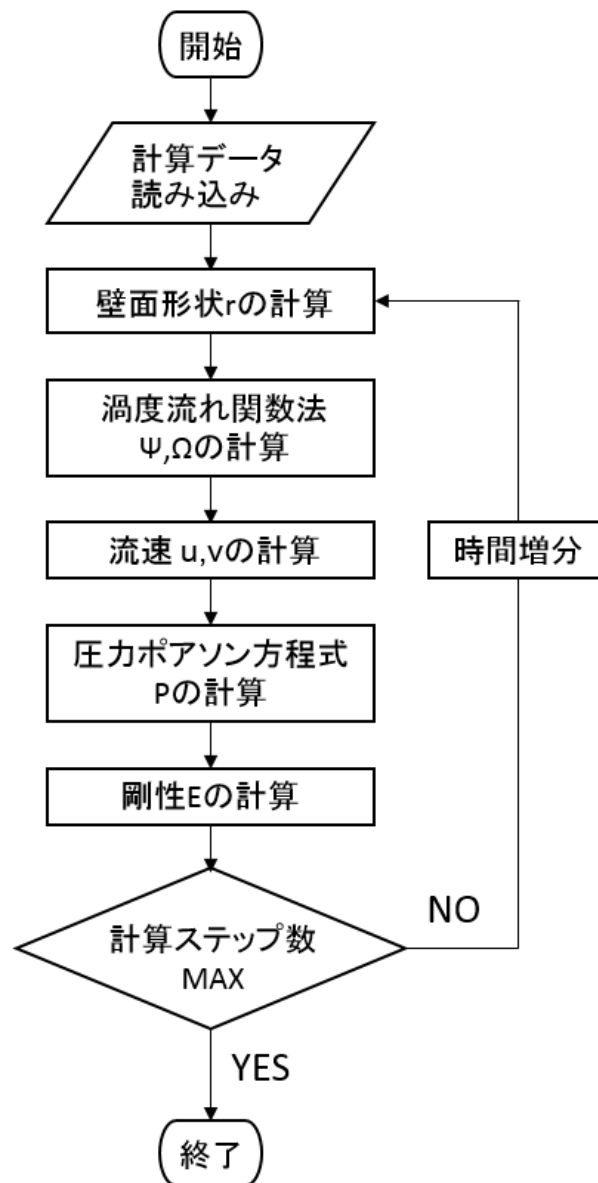 開始
計算データ
読み込み
壁面形状rの計算
渦度流れ関数法
Ψ,Ωの計算
流速 u,vの計算
時間増分
圧力ポアソン方程式
Pの計算
剛性Eの計算
計算ステップ数
MAX
NO
YES
終了